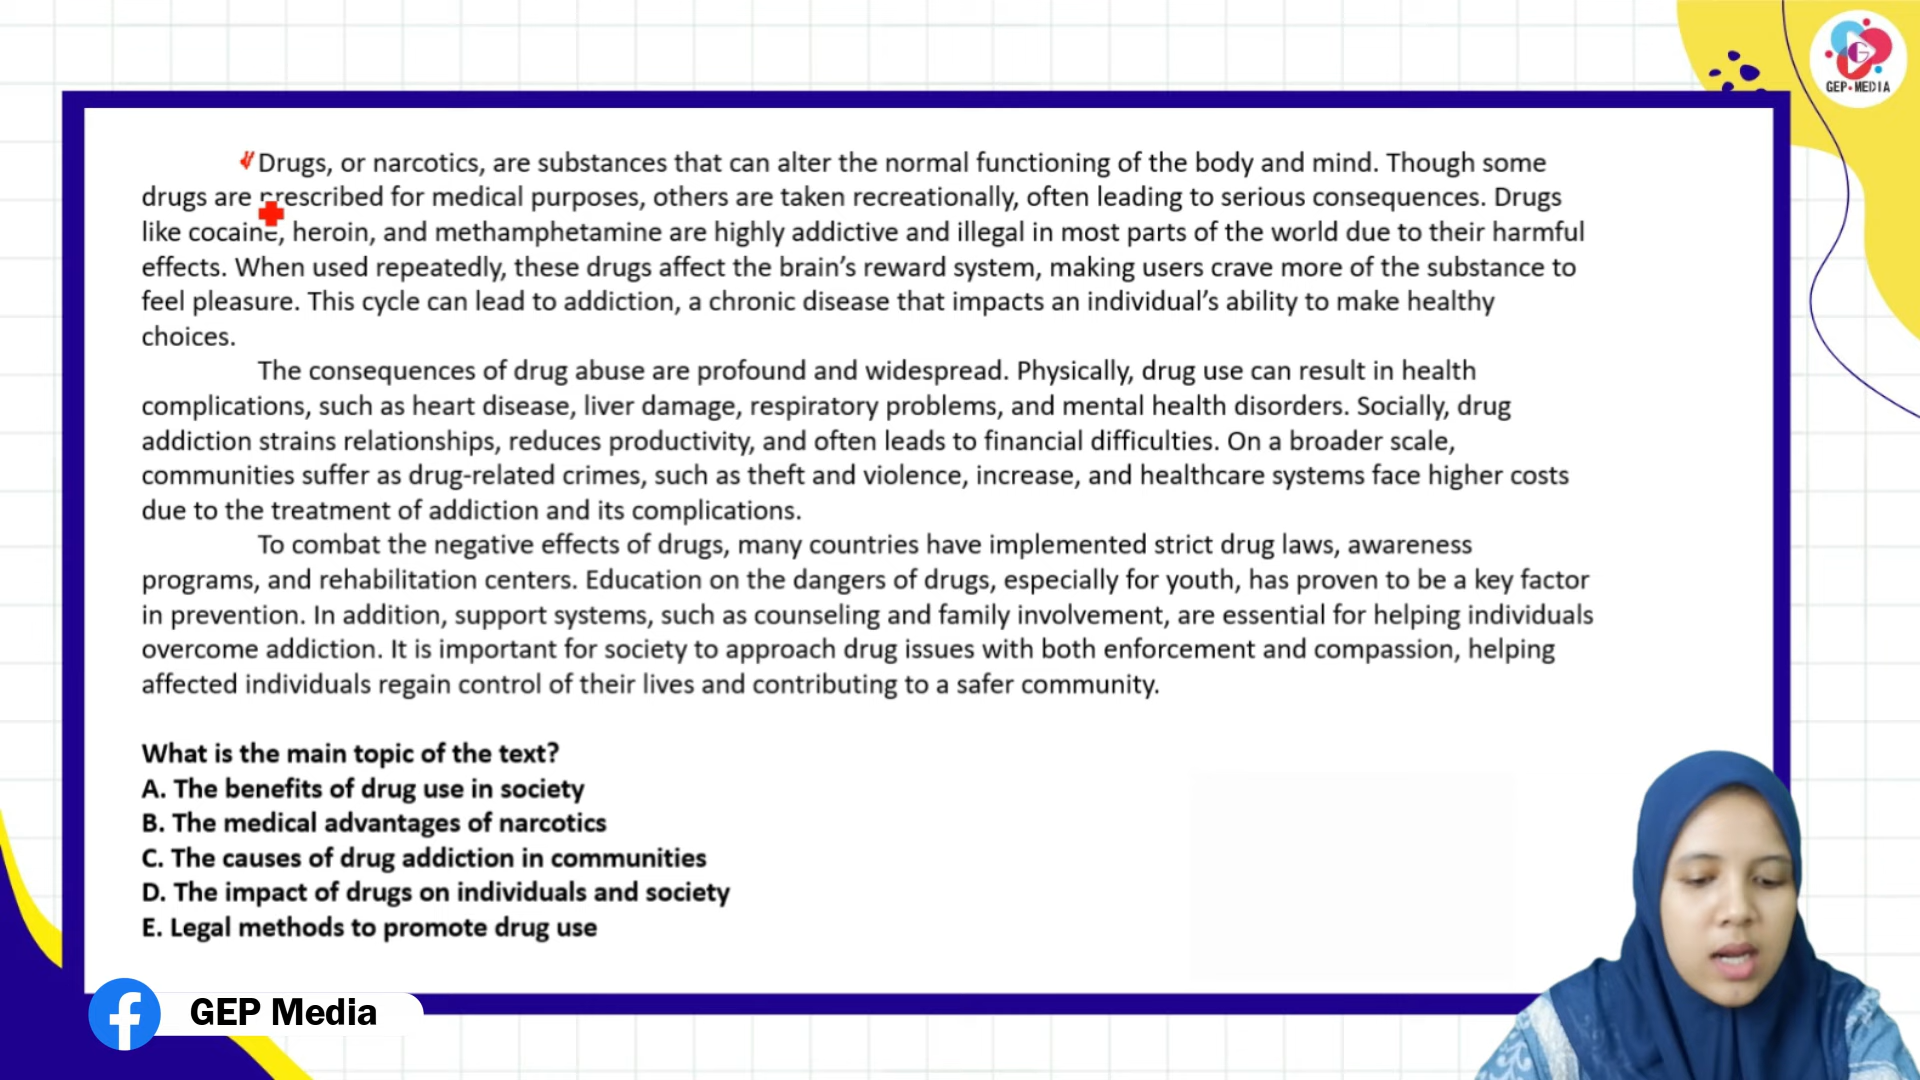 GEP MEDIA
Drugs, or narcotics, are substances that can alter the normal functioning of the body and mind. Though some
drugs are prescribed for medical purposes, others are taken recreationally, often leading to serious consequences. Drugs
like cocaine, heroin, and methamphetamine are highly addictive and illegal in most parts of the world due to their harmful
effects. When used repeatedly, these drugs affect the brain’s reward system, making users crave more of the substance to
feel pleasure. This cycle can lead to addiction, a chronic disease that impacts an individual’s ability to make healthy
choices.
The consequences of drug abuse are profound and widespread. Physically, drug use can result in health
complications, such as heart disease, liver damage, respiratory problems, and mental health disorders. Socially, drug
addiction strains relationships, reduces productivity, and often leads to financial difficulties. On a broader scale,
communities suffer as drug-related crimes, such as theft and violence, increase, and healthcare systems face higher costs
due to the treatment of addiction and its complications.
To combat the negative effects of drugs, many countries have implemented strict drug laws, awareness
programs, and rehabilitation centers. Education on the dangers of drugs, especially for youth, has proven to be a key factor
in prevention. In addition, support systems, such as counseling and family involvement, are essential for helping individuals
overcome addiction. It is important for society to approach drug issues with both enforcement and compassion, helping
affected individuals regain control of their lives and contributing to a safer community.
What is the main topic of the text?
A. The benefits of drug use in society
B. The medical advantages of narcotics
C. The causes of drug addiction in communities
D. The impact of drugs on individuals and society
E. Legal methods to promote drug use
GEP Media